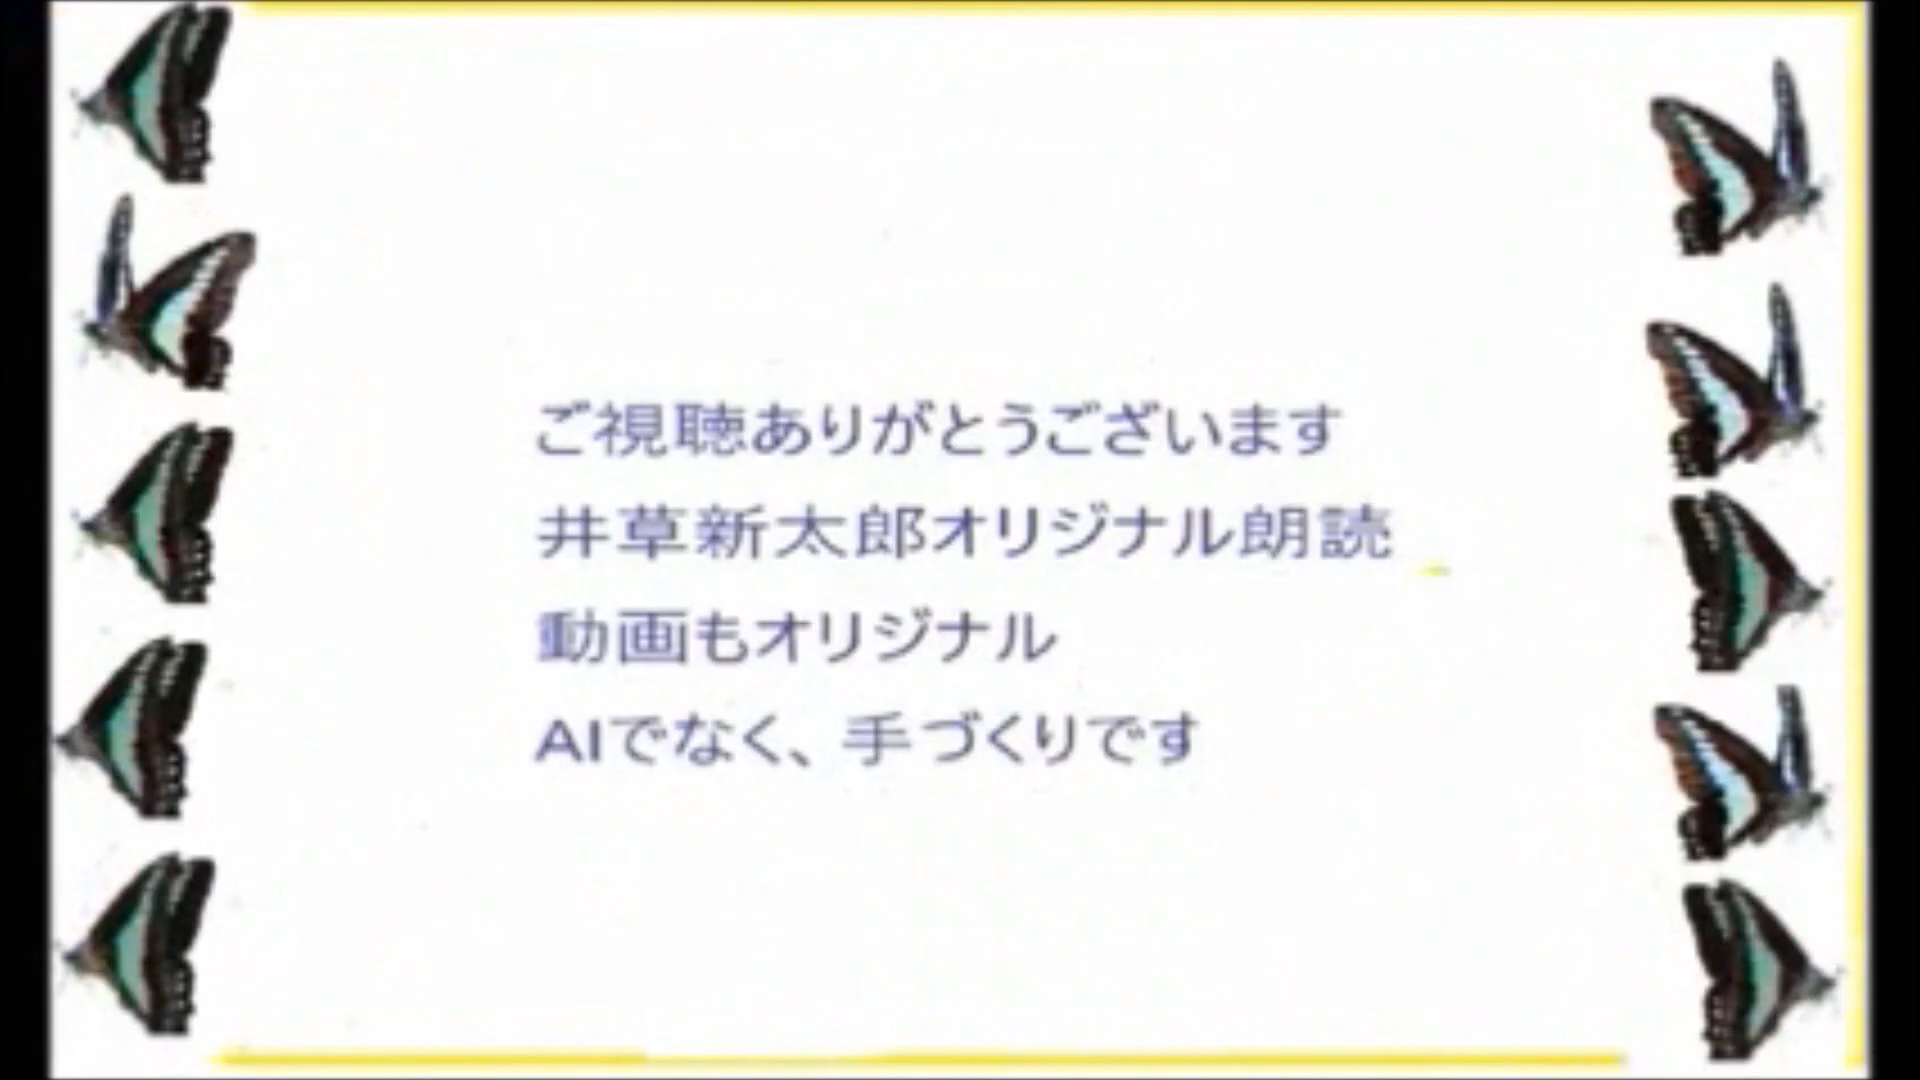 ご視聴ありがとうございます
井草新太郎オリジナル朗読
動画もオリジナル
AIでなく、手づくりです